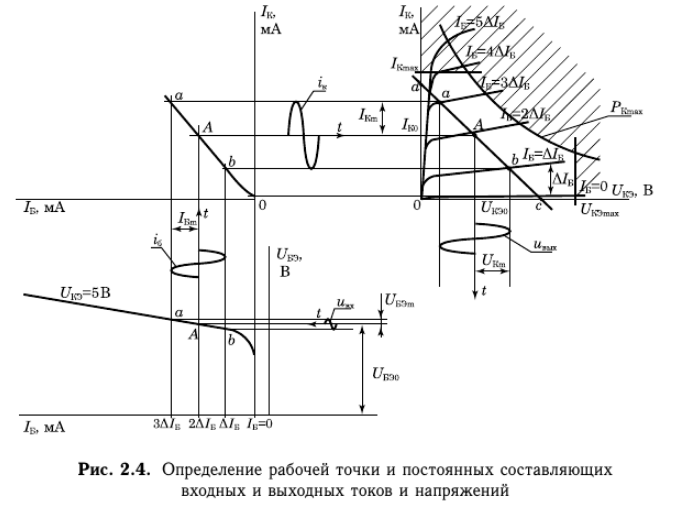 I_К,
мА
I_К,
мА
I_Б=5ΔI_Б
I_Б=4ΔI_Б
I_Кmax
I_Б=3ΔI_Б
d
a
a
i_к
I_Кm
I_Б=2ΔI_Б
P_Кmax
A
t
I_К0
A
b
b
I_Б=ΔI_Б
ΔI_Б
I_Б=0
U_КЭ, В
I_Б, мА
0
0
U_КЭ0
c
U_КЭmax
I_Бm
t
i_б
U_БЭ,
В
u_вых
U_Кm
t
U_КЭ=5В
a
A
b
t
u_вх
U_БЭm
U_БЭ0
I_Б, мА
3ΔI_Б 2ΔI_Б ΔI_Б I_Б=0
Рис. 2.4. Определение рабочей точки и постоянных составляющих
входных и выходных токов и напряжений